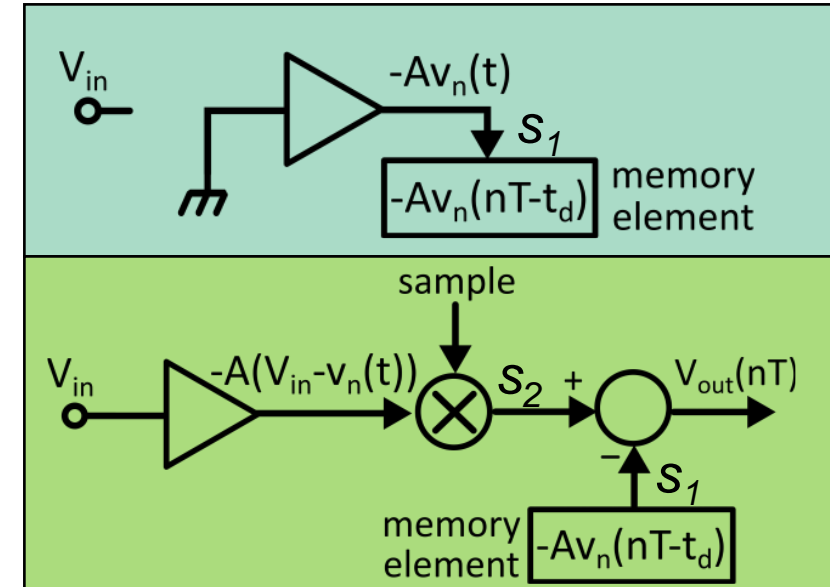 V_in
-Av_n(t)
s_1
-Av_n(nT-t_d)
memory
element
sample
V_in
-A(V_in-v_n(t))
s_2
+
V_out(nT)
−
s_1
memory
element
-Av_n(nT-t_d)